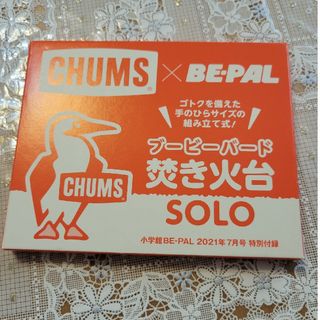 CHUMS × BE-PAL
ゴトクを備えた
手のひらサイズの
組み立て式!
ブービーバード
焚き火台
SOLO
CHUMS
小学館BE-PAL 2021年7月号 特別付録